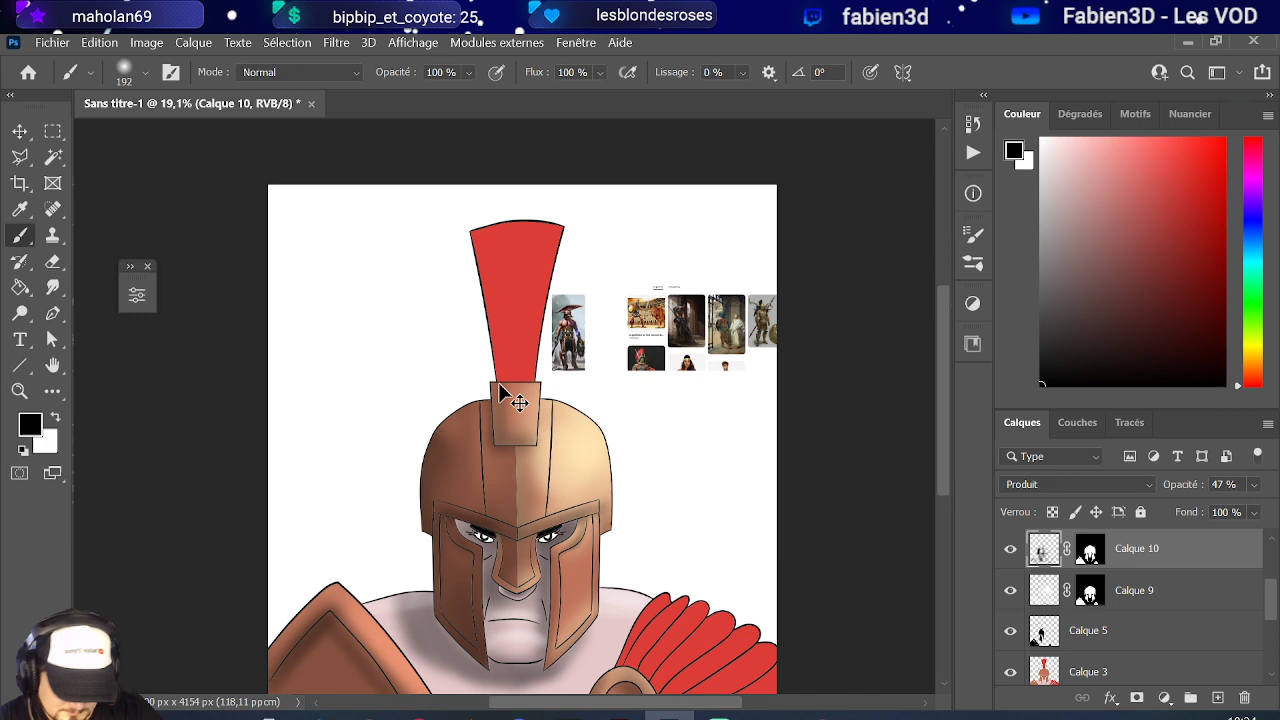 maholan69 bipbip_et_coyote: 25 lesblondesroses fabien3d Fabien3D - Les VOD
Ps Fichier Edition Image Calque Texte Sélection Filtre 3D Affichage Modules externes Fenêtre Aide
192 Mode : Normal Opacité : 100 % Flux : 100 % Lissage : 0 % 0°
Sans titre-1 @ 19,1% (Calque 10, RVB/8) *
Couleur Dégradés Motifs Nuancier
Calques Couches Tracés
Type
Produit Opacité : 47 %
Verrou : Fond : 100 %
Calque 10
Calque 9
Calque 5
Calque 3
px x 4154 px (118,11 ppcm)